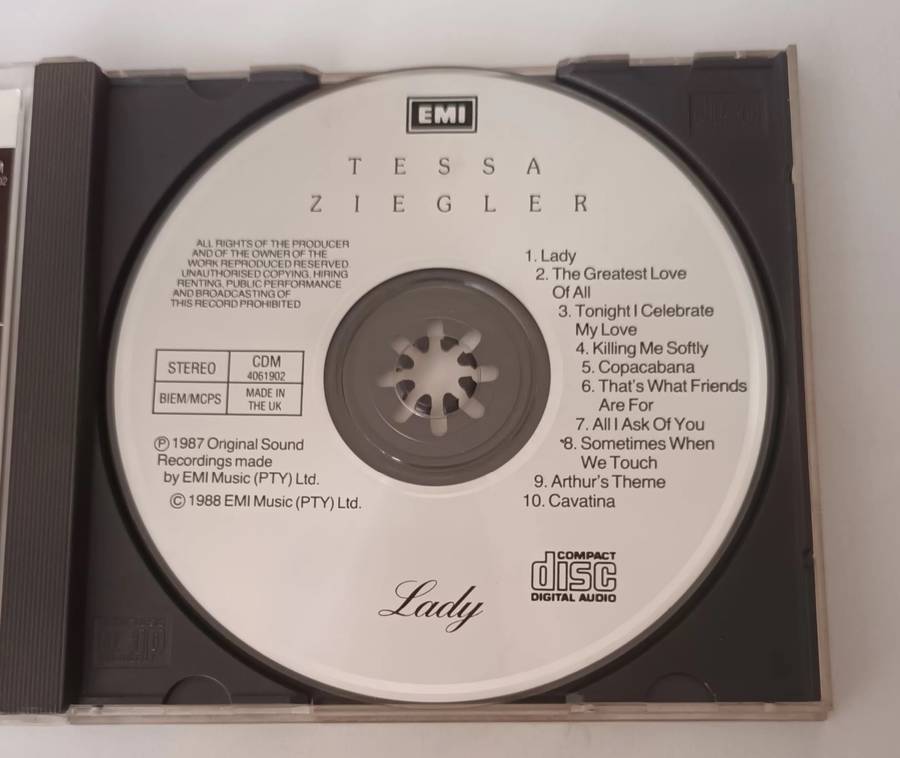 EMI
TESSA
ZIEGLER
ALL RIGHTS OF THE PRODUCER
AND OF THE OWNER OF THE
WORK REPRODUCED RESERVED
UNAUTHORISED COPYING, HIRING
RENTING, PUBLIC PERFORMANCE
AND BROADCASTING OF
THIS RECORD PROHIBITED
STEREO
CDM
4061902
BIEM/MCPS
MADE IN
THE UK
℗ 1987 Original Sound
Recordings made
by EMI Music (PTY) Ltd.
© 1988 EMI Music (PTY) Ltd.
1. Lady
2. The Greatest Love
Of All
3. Tonight I Celebrate
My Love
4. Killing Me Softly
5. Copacabana
6. That's What Friends
Are For
7. All I Ask Of You
8. Sometimes When
We Touch
9. Arthur's Theme
10. Cavatina
COMPACT
disc
DIGITAL AUDIO
Lady